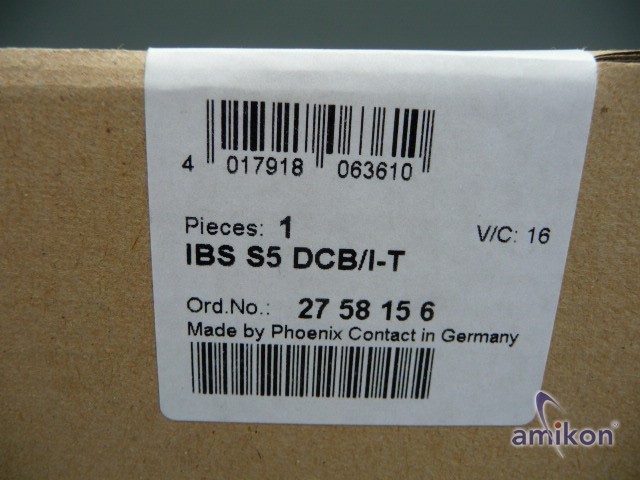 4 017918 063610
Pieces: 1
V/C: 16
IBS S5 DCB/I-T
Ord.No.: 27 58 15 6
Made by Phoenix Contact in Germany
amikon